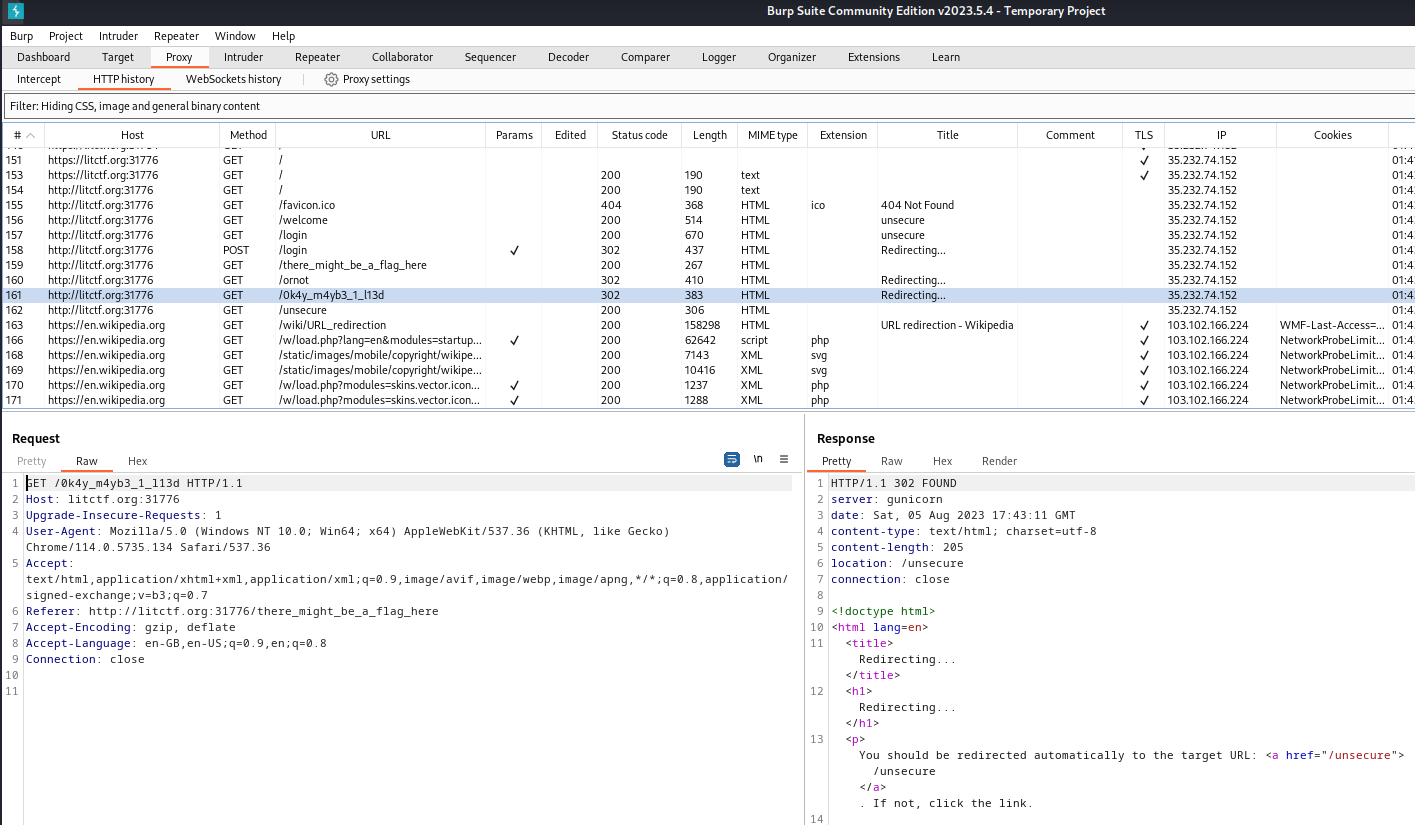 Burp Suite Community Edition v2023.5.4 - Temporary Project
Burp Project Intruder Repeater Window Help
Dashboard Target Proxy Intruder Repeater Collaborator Sequencer Decoder Comparer Logger Organizer Extensions Learn
Intercept HTTP history WebSockets history Proxy settings
Filter: Hiding CSS, image and general binary content
# Host Method URL Params Edited Status code Length MIME type Extension Title Comment TLS IP Cookies
151 https://litctf.org:31776 GET / ✓ 35.232.74.152 01:4
153 https://litctf.org:31776 GET / 200 190 text ✓ 35.232.74.152 01:4
154 http://litctf.org:31776 GET / 200 190 text 35.232.74.152 01:4
155 http://litctf.org:31776 GET /favicon.ico 404 368 HTML ico 404 Not Found 35.232.74.152 01:4
156 http://litctf.org:31776 GET /welcome 200 514 HTML unsecure 35.232.74.152 01:4
157 http://litctf.org:31776 GET /login 200 670 HTML unsecure 35.232.74.152 01:4
158 http://litctf.org:31776 POST /login ✓ 302 437 HTML Redirecting... 35.232.74.152 01:4
159 http://litctf.org:31776 GET /there_might_be_a_flag_here 200 267 HTML 35.232.74.152 01:4
160 http://litctf.org:31776 GET /ornot 302 410 HTML Redirecting... 35.232.74.152 01:4
161 http://litctf.org:31776 GET /0k4y_m4yb3_1_l13d 302 383 HTML Redirecting... 35.232.74.152 01:4
162 http://litctf.org:31776 GET /unsecure 200 306 HTML 35.232.74.152 01:4
163 https://en.wikipedia.org GET /wiki/URL_redirection 200 158298 HTML URL redirection - Wikipedia ✓ 103.102.166.224 WMF-Last-Access=... 01:4
166 https://en.wikipedia.org GET /w/load.php?lang=en&modules=startup... ✓ 200 62642 script php ✓ 103.102.166.224 NetworkProbeLimit... 01:4
168 https://en.wikipedia.org GET /static/images/mobile/copyright/wikipe... 200 7143 XML svg ✓ 103.102.166.224 NetworkProbeLimit... 01:4
169 https://en.wikipedia.org GET /static/images/mobile/copyright/wikipe... 200 10416 XML svg ✓ 103.102.166.224 NetworkProbeLimit... 01:4
170 https://en.wikipedia.org GET /w/load.php?modules=skins.vector.icon... ✓ 200 1237 XML php ✓ 103.102.166.224 NetworkProbeLimit... 01:4
171 https://en.wikipedia.org GET /w/load.php?modules=skins.vector.icon... ✓ 200 1288 XML php ✓ 103.102.166.224 NetworkProbeLimit... 01:4
Request
Pretty Raw Hex \n
1 GET /0k4y_m4yb3_1_l13d HTTP/1.1
2 Host: litctf.org:31776
3 Upgrade-Insecure-Requests: 1
4 User-Agent: Mozilla/5.0 (Windows NT 10.0; Win64; x64) AppleWebKit/537.36 (KHTML, like Gecko)
Chrome/114.0.5735.134 Safari/537.36
5 Accept:
text/html,application/xhtml+xml,application/xml;q=0.9,image/avif,image/webp,image/apng,*/*;q=0.8,application/
signed-exchange;v=b3;q=0.7
6 Referer: http://litctf.org:31776/there_might_be_a_flag_here
7 Accept-Encoding: gzip, deflate
8 Accept-Language: en-GB,en-US;q=0.9,en;q=0.8
9 Connection: close
10
11
Response
Pretty Raw Hex Render
1 HTTP/1.1 302 FOUND
2 server: gunicorn
3 date: Sat, 05 Aug 2023 17:43:11 GMT
4 content-type: text/html; charset=utf-8
5 content-length: 205
6 location: /unsecure
7 connection: close
8
9 <!doctype html>
10 <html lang=en>
11 <title>
Redirecting...
</title>
12 <h1>
Redirecting...
</h1>
13 <p>
You should be redirected automatically to the target URL: <a href="/unsecure">
/unsecure
</a>
. If not, click the link.
14